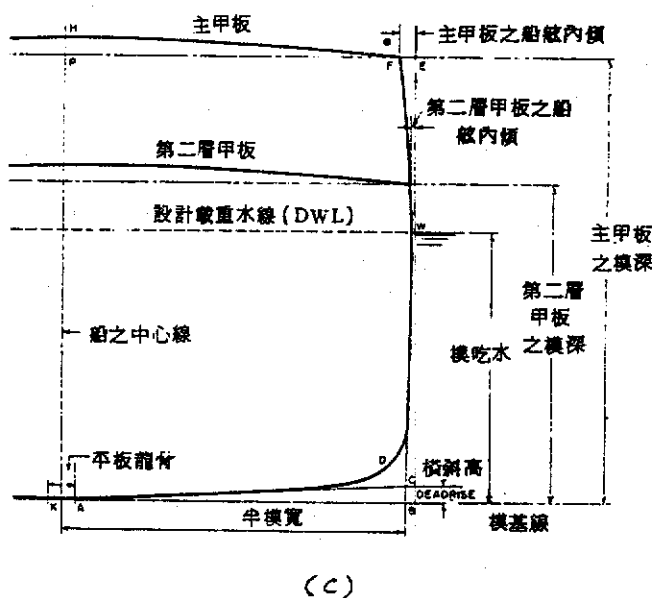 H
主甲板
主甲板之船舷內傾
P
F
E
第二層甲板之船
舷內傾
第二層甲板
設計載重水線(DWL)
W
主甲板
之模深
第二層
甲板
之模深
船之中心線
模吃水
平板龍骨
D
橫斜高
C
DEADRISE
K
A
B
半模寬
模基線
(C)